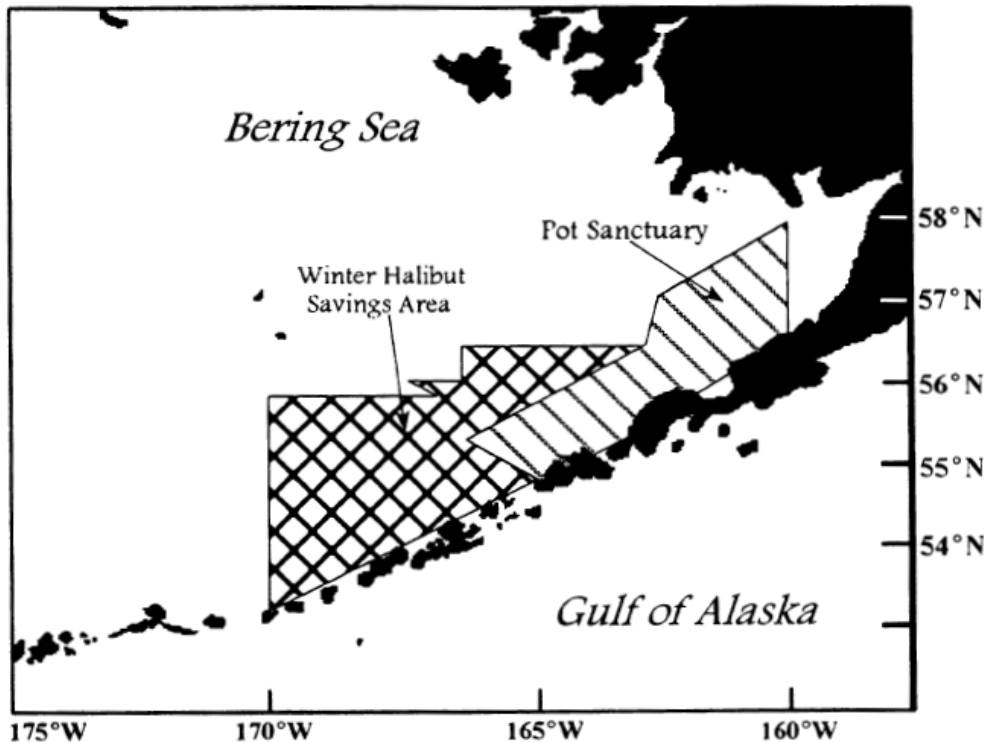 Bering Sea
Pot Sanctuary
Winter Halibut
Savings Area
58°N
57°N
56°N
55°N
54°N
Gulf of Alaska
175°W
170°W
165°W
160°W